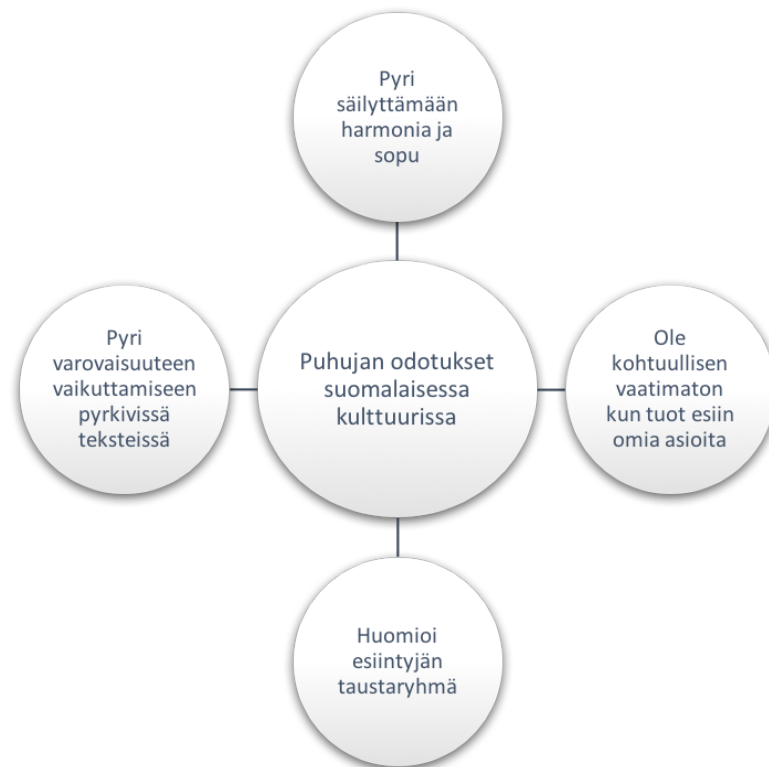 Pyri
säilyttämään
harmonia ja
sopu
Pyri
varovaisuuteen
vaikuttamiseen
pyrkivissä
teksteissä
Puhujan odotukset
suomalaisessa
kulttuurissa
Ole
kohtuullisen
vaatimaton
kun tuot esiin
omia asioita
Huomioi
esiintyjän
taustaryhmä